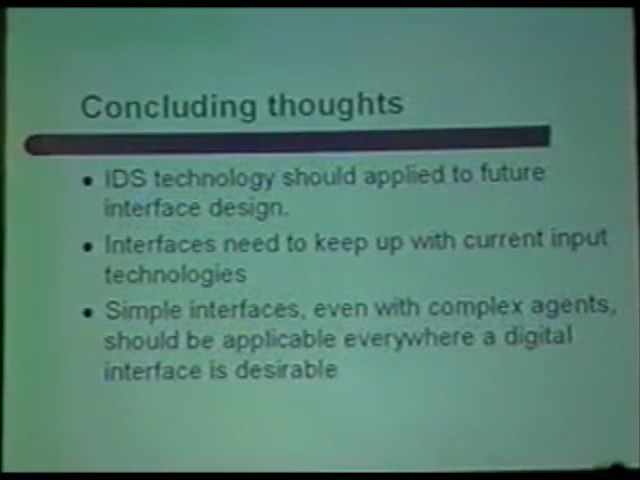 Concluding thoughts
• IDS technology should applied to future
interface design.
• Interfaces need to keep up with current input
technologies
• Simple interfaces, even with complex agents,
should be applicable everywhere a digital
interface is desirable